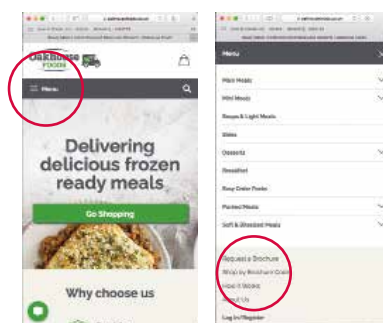 Oakhouse
FOODS
Menu
Delivering
delicious frozen
ready meals
Go Shopping
Why choose us
Menu
Main Meals
Mini Meals
Soups & Light Meals
Sides
Desserts
Breakfast
Easy Order Packs
Puréed Meals
Soft & Blended Meals
Request a Brochure
Shop by Brochure Code
How it Works
About Us
Log In/Register